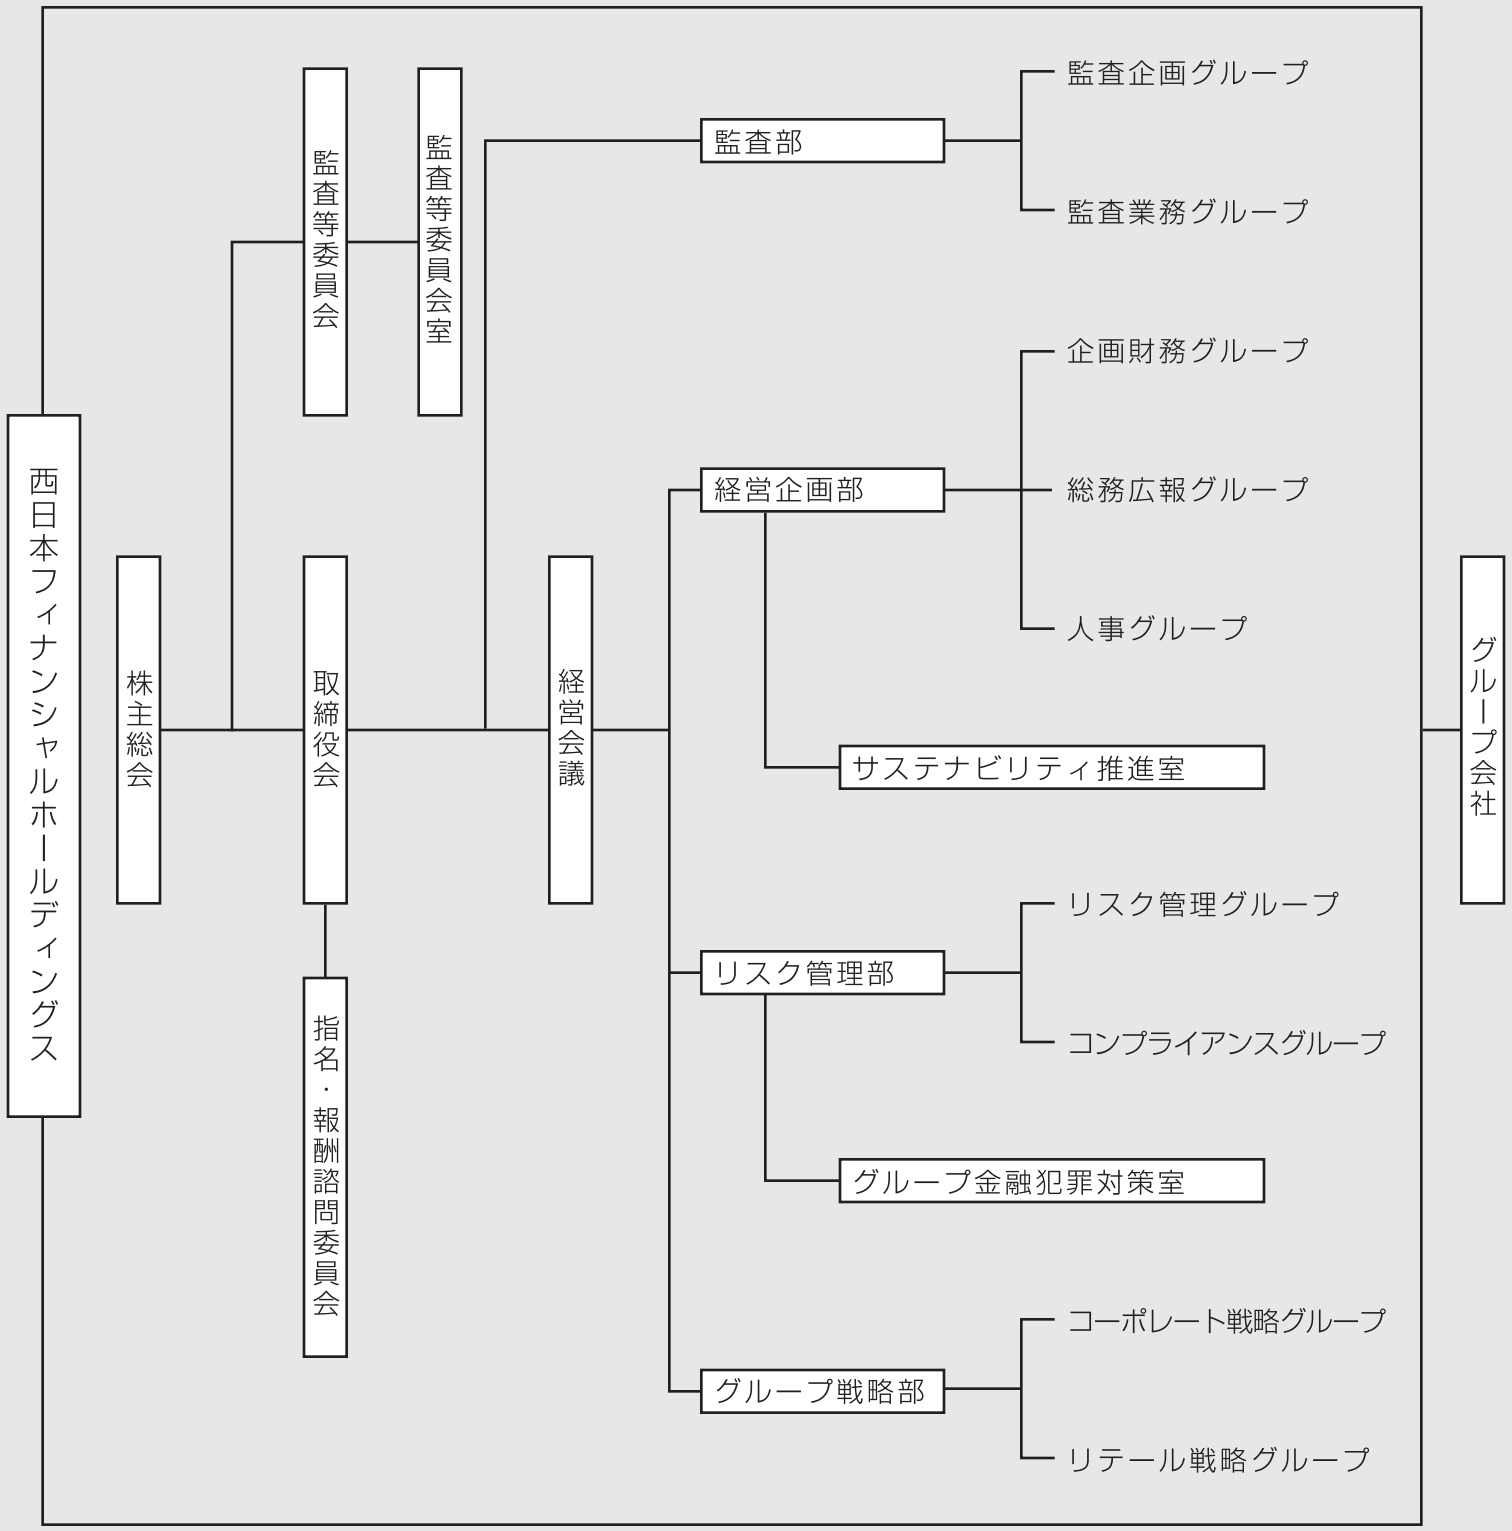 西日本フィナンシャルホールディングス
株主総会
監査等委員会
監査等委員会室
取締役会
指名・報酬諮問委員会
経営会議
監査部
監査企画グループ
監査業務グループ
経営企画部
企画財務グループ
総務広報グループ
人事グループ
サステナビリティ推進室
リスク管理部
リスク管理グループ
コンプライアンスグループ
グループ金融犯罪対策室
グループ戦略部
コーポレート戦略グループ
リテール戦略グループ
グループ会社